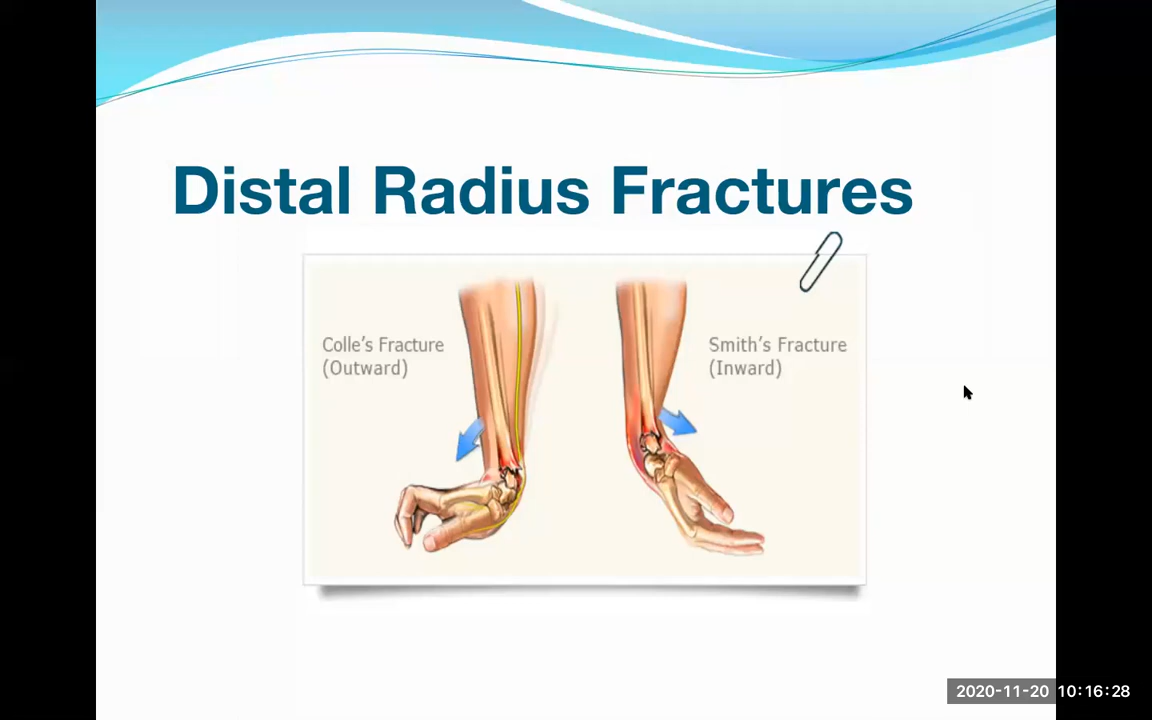 Distal Radius Fractures
Colle's Fracture
(Outward)
Smith's Fracture
(Inward)
2020-11-20 10:16:28